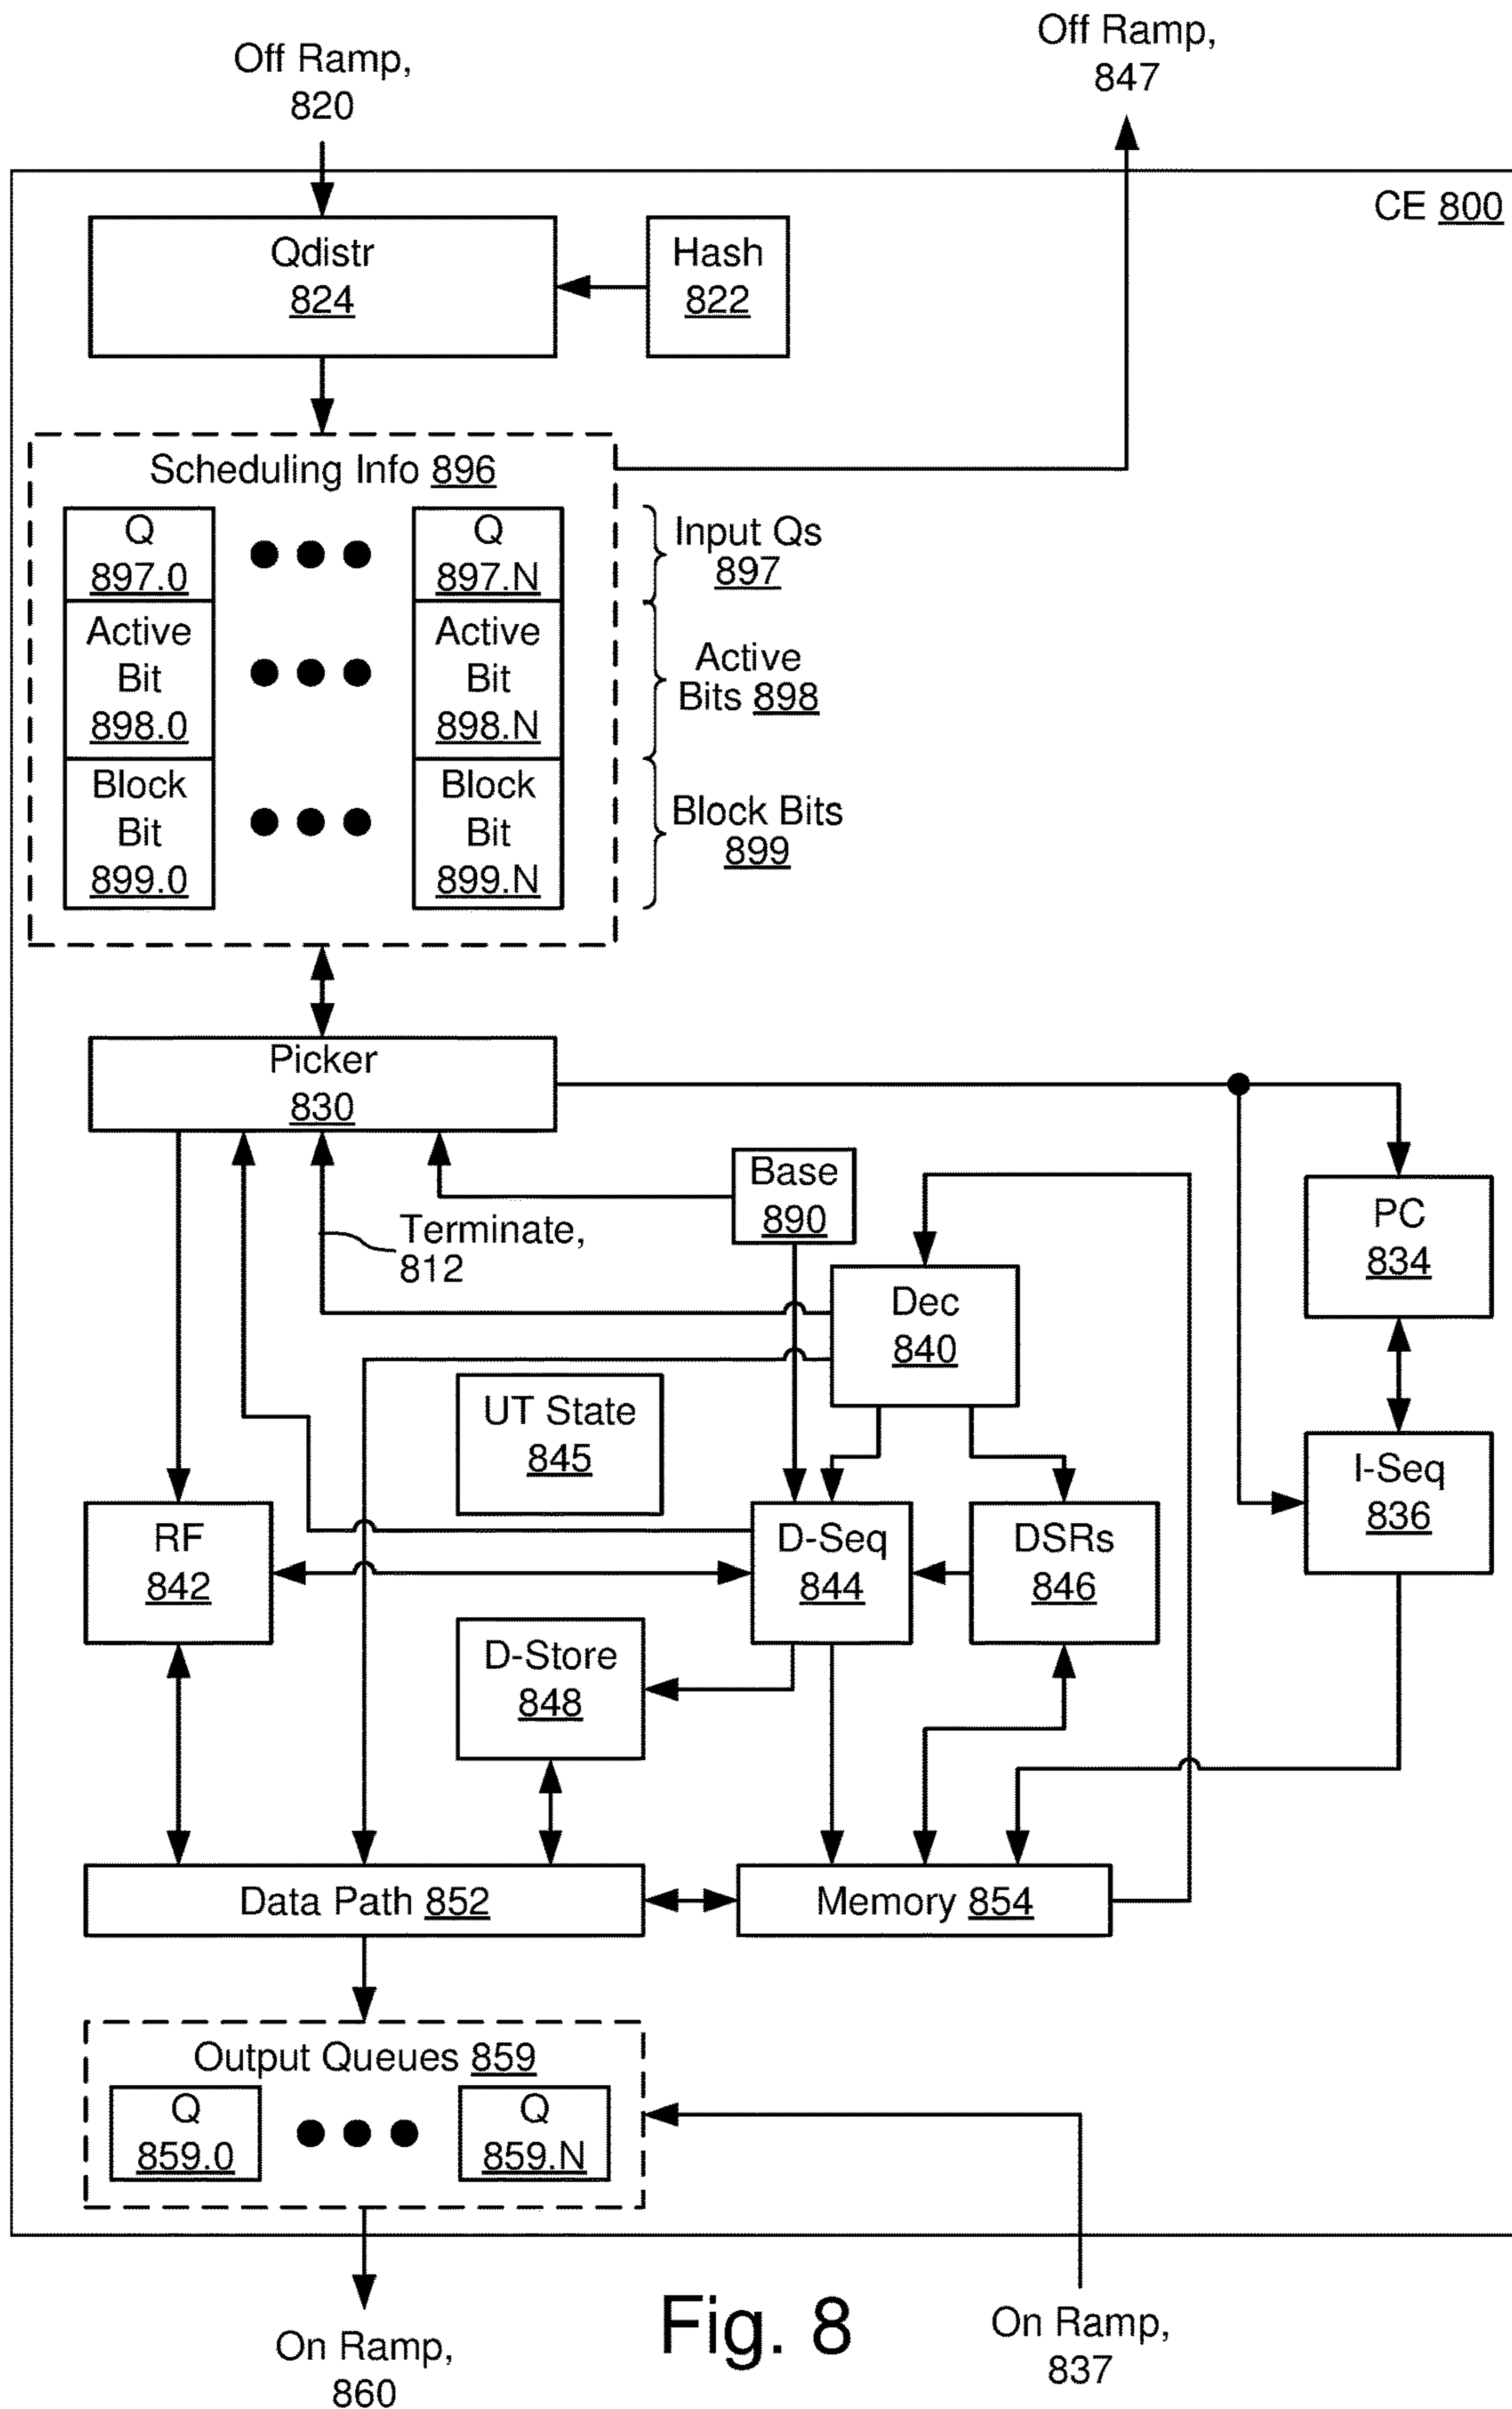 Off Ramp,
820
Off Ramp,
847
CE 800
Qdistr
824
Hash
822
Scheduling Info 896
Q
897.0
Q
897.N
Input Qs
897
Active
Bit
898.0
Active
Bit
898.N
Active
Bits 898
Block
Bit
899.0
Block
Bit
899.N
Block Bits
899
Picker
830
Base
890
Terminate,
812
PC
834
Dec
840
UT State
845
I-Seq
836
RF
842
D-Seq
844
DSRs
846
D-Store
848
Data Path 852
Memory 854
Output Queues 859
Q
859.0
Q
859.N
On Ramp,
860
Fig. 8
On Ramp,
837